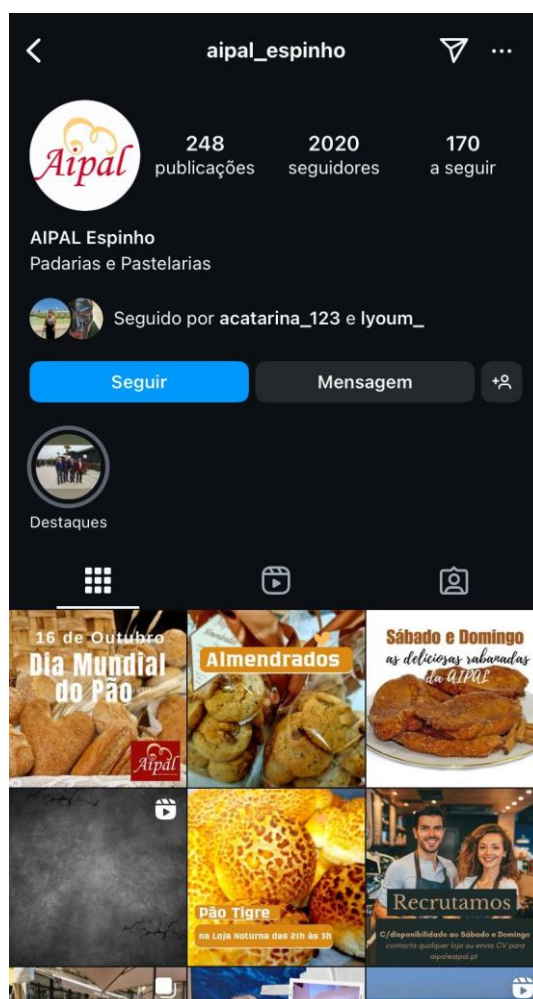 aipal_espinho
Aipal
248
publicações
2020
seguidores
170
a seguir
AIPAL Espinho
Padarias e Pastelarias
Seguido por acatarina_123 e lyoum_
Seguir
Mensagem
Destaques
16 de Outubro
Dia Mundial
do Pão
Aipal
Almendrados
Sábado e Domingo
as deliciosas rabanadas
da AIPAL
Pão Tigre
na Loja Noturna das 21h às 3h
Recrutamos
C/disponibilidade ao Sábado e Domingo
contacta qualquer loja ou envia CV para
aipal@aipal.pt